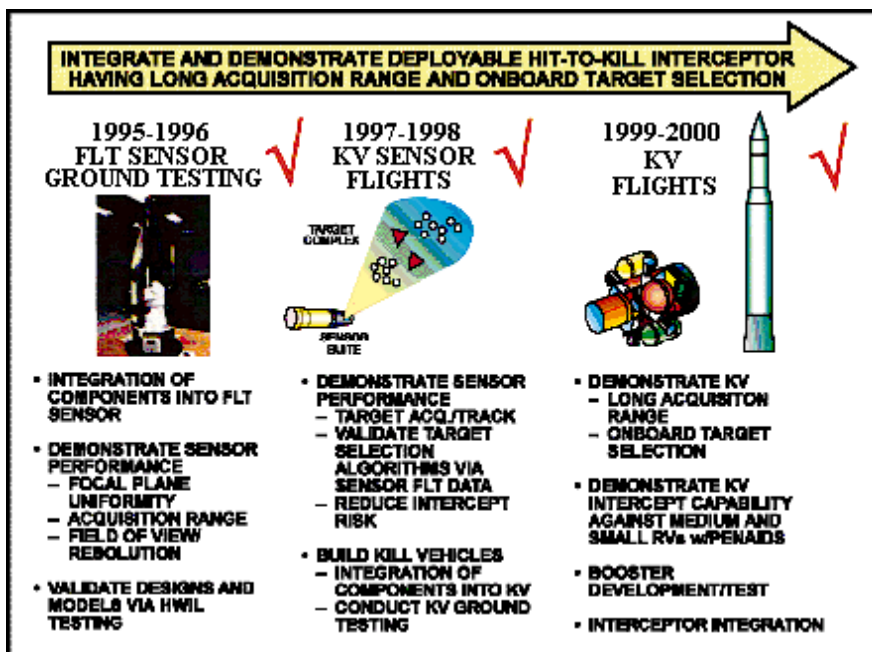 INTEGRATE AND DEMONSTRATE DEPLOYABLE HIT-TO-KILL INTERCEPTOR
HAVING LONG ACQUISITION RANGE AND ONBOARD TARGET SELECTION
1995-1996
FLT SENSOR
GROUND TESTING
TARGET
COMPLEX
SENSOR
SUITE
• INTEGRATION OF
COMPONENTS INTO FLT
SENSOR
• DEMONSTRATE SENSOR
PERFORMANCE
– FOCAL PLANE
UNIFORMITY
– ACQUISITION RANGE
– FIELD OF VIEW/
RESOLUTION
• VALIDATE DESIGNS AND
MODELS VIA HWIL
TESTING
1997-1998
KV SENSOR
FLIGHTS
• DEMONSTRATE SENSOR
PERFORMANCE
– TARGET ACQ./TRACK
– VALIDATE TARGET
SELECTION
ALGORITHMS VIA
SENSOR FLT DATA
– REDUCE INTERCEPT
RISK
• BUILD KILL VEHICLES
– INTEGRATION OF
COMPONENTS INTO KV
– CONDUCT KV GROUND
TESTING
1999-2000
KV
FLIGHTS
• DEMONSTRATE KV
– LONG ACQUISITON
RANGE
– ONBOARD TARGET
SELECTION
• DEMONSTRATE KV
INTERCEPT CAPABILITY
AGAINST MEDIUM AND
SMALL RVs w/PENAIDS
• BOOSTER
DEVELOPMENT/TEST
• INTERCEPTOR INTEGRATION